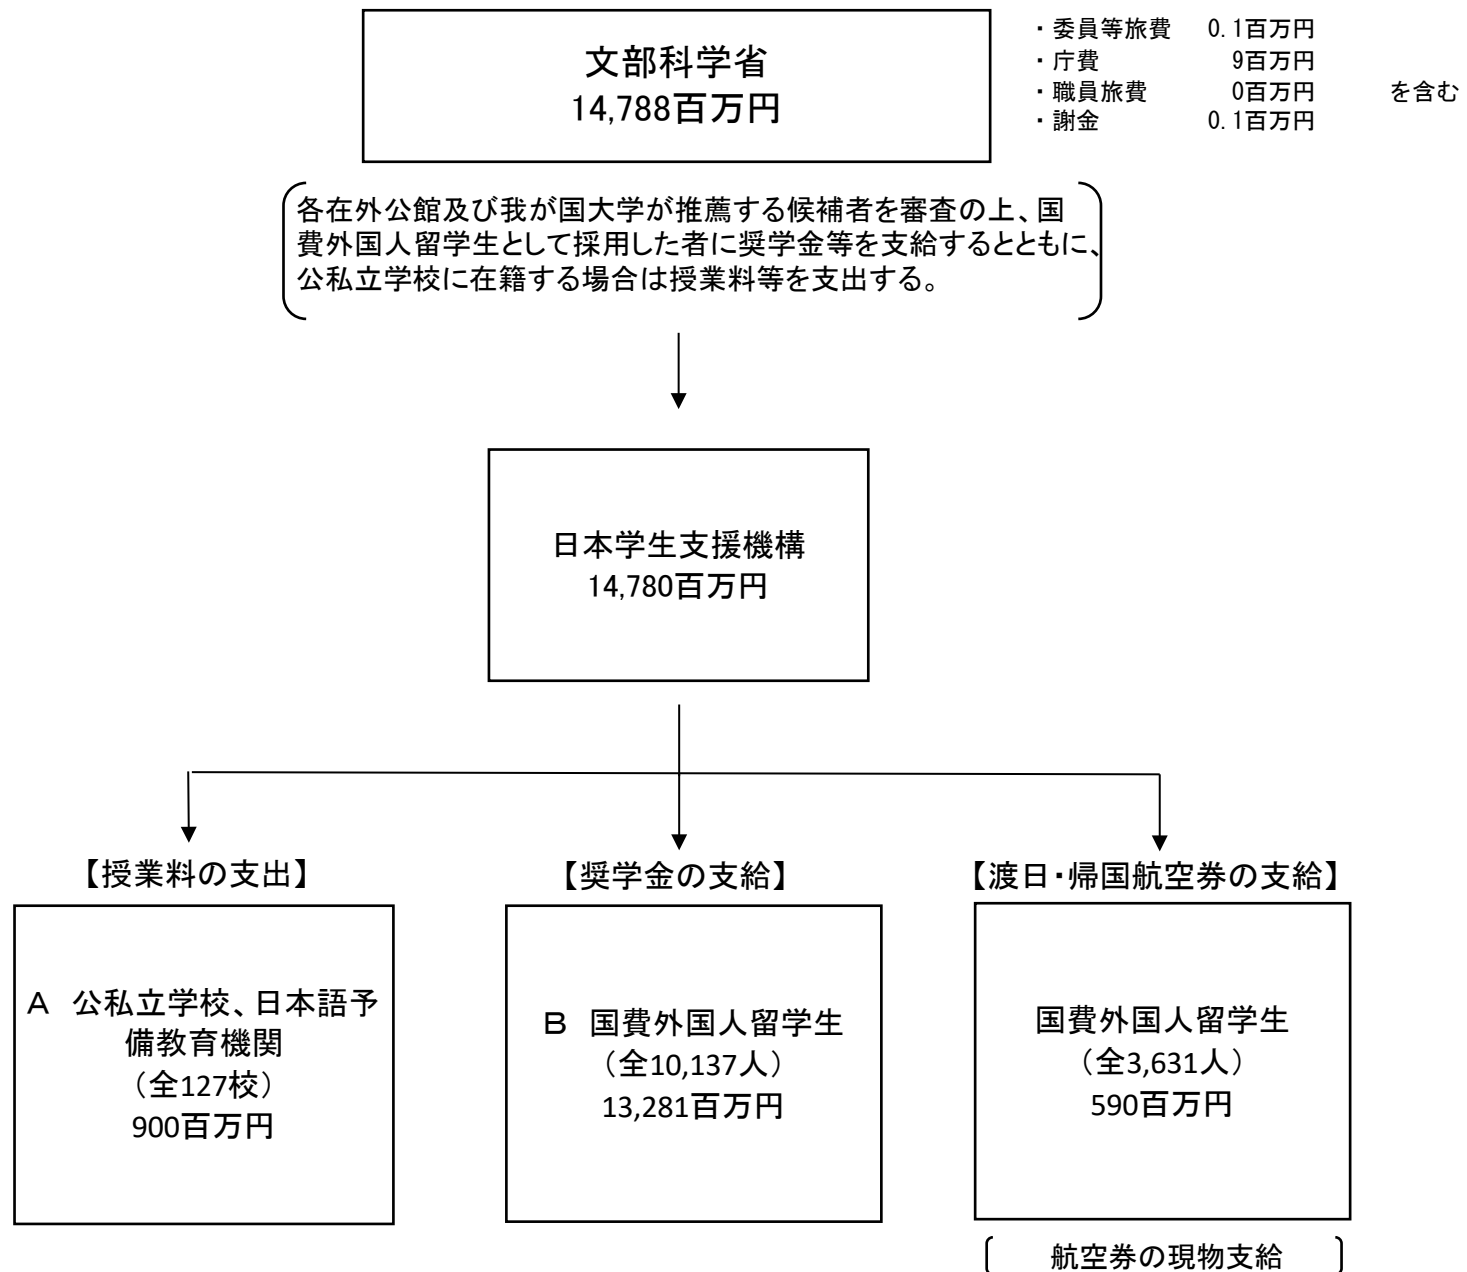 文部科学省
14,788百万円
・委員等旅費 0.1百万円
・庁費 9百万円
・職員旅費 0百万円 を含む
・謝金 0.1百万円
各在外公館及び我が国大学が推薦する候補者を審査の上、国
費外国人留学生として採用した者に奨学金等を支給するとともに、
公私立学校に在籍する場合は授業料等を支出する。
日本学生支援機構
14,780百万円
【授業料の支出】
【奨学金の支給】
【渡日・帰国航空券の支給】
A 公私立学校、日本語予
備教育機関
（全127校）
900百万円
B 国費外国人留学生
（全10,137人）
13,281百万円
国費外国人留学生
（全3,631人）
590百万円
航空券の現物支給